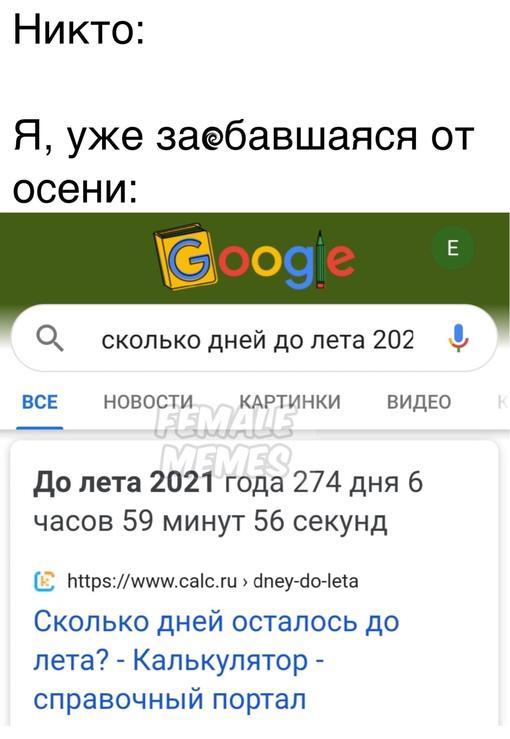 Никто:
Я, уже заебавшаяся от
осени:
Google
E
сколько дней до лета 202
ВСЕ НОВОСТИ КАРТИНКИ ВИДЕО К
FEMALE
MEMES
До лета 2021 года 274 дня 6
часов 59 минут 56 секунд
https://www.calc.ru › dney-do-leta
Сколько дней осталось до
лета? - Калькулятор -
справочный портал